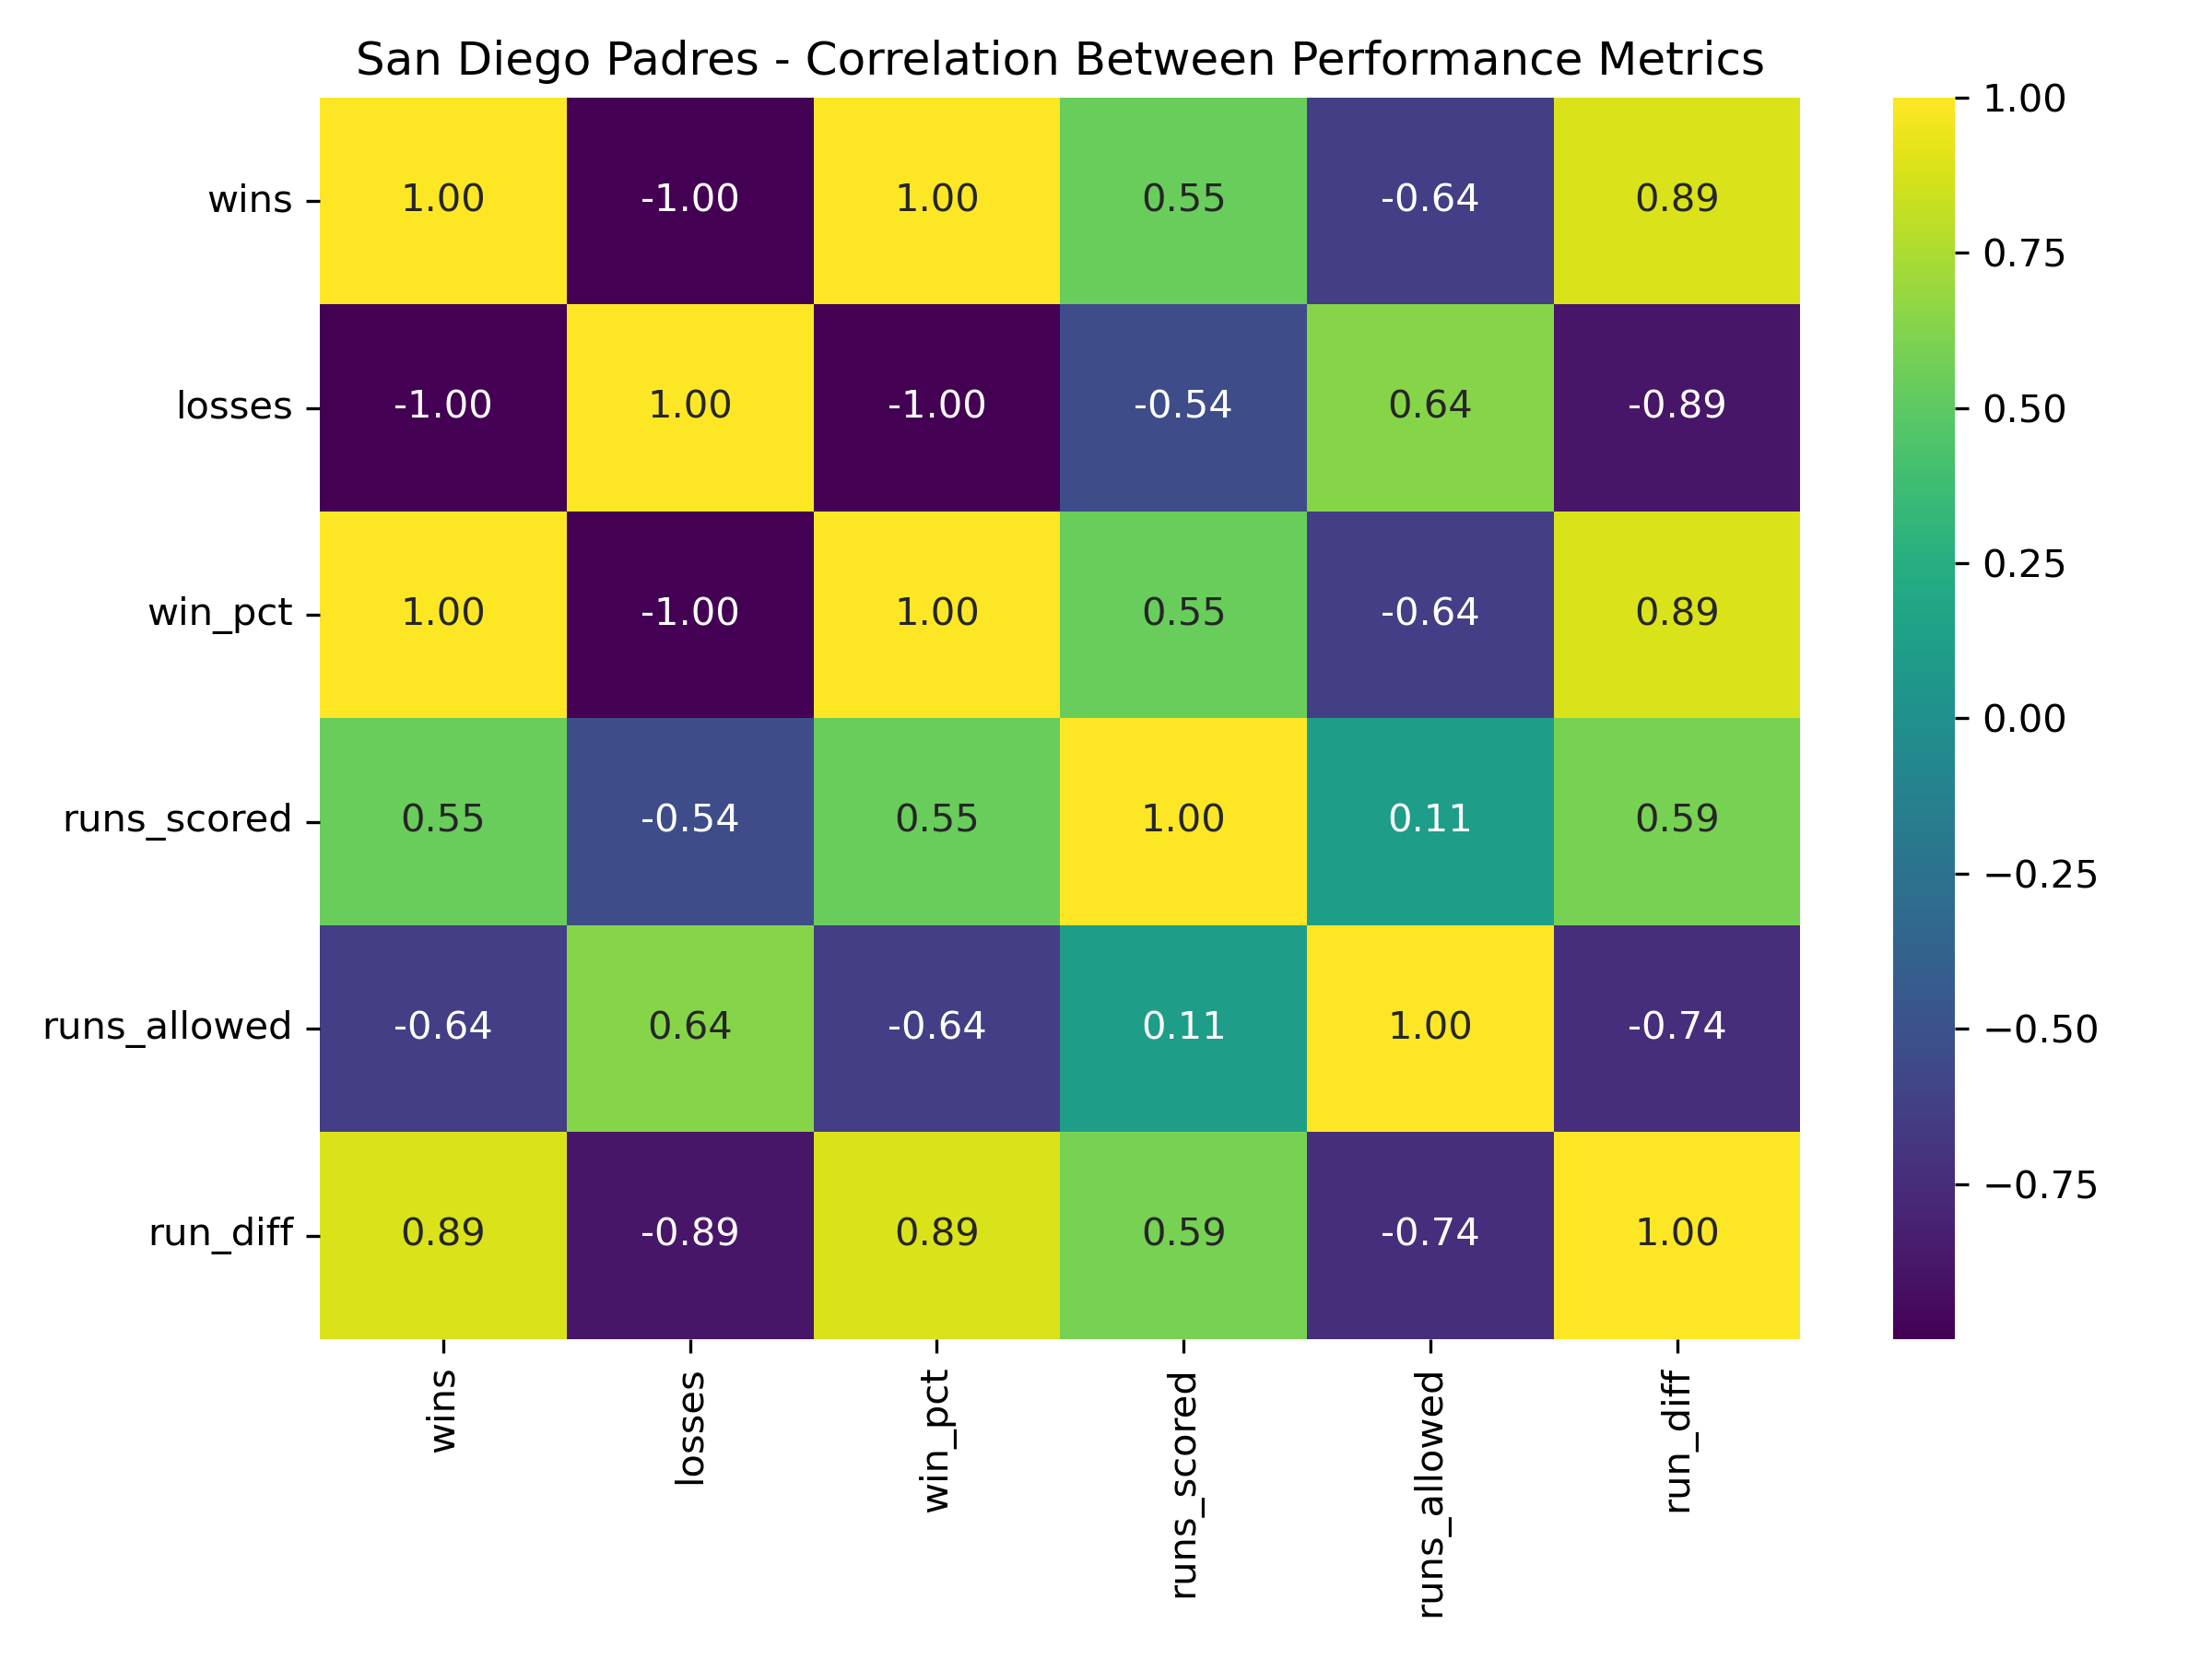 San Diego Padres - Correlation Between Performance Metrics
wins 1.00 -1.00 1.00 0.55 -0.64 0.89
losses -1.00 1.00 -1.00 -0.54 0.64 -0.89
win_pct 1.00 -1.00 1.00 0.55 -0.64 0.89
runs_scored 0.55 -0.54 0.55 1.00 0.11 0.59
runs_allowed -0.64 0.64 -0.64 0.11 1.00 -0.74
run_diff 0.89 -0.89 0.89 0.59 -0.74 1.00
wins losses win_pct runs_scored runs_allowed run_diff
1.00
0.75
0.50
0.25
0.00
−0.25
−0.50
−0.75